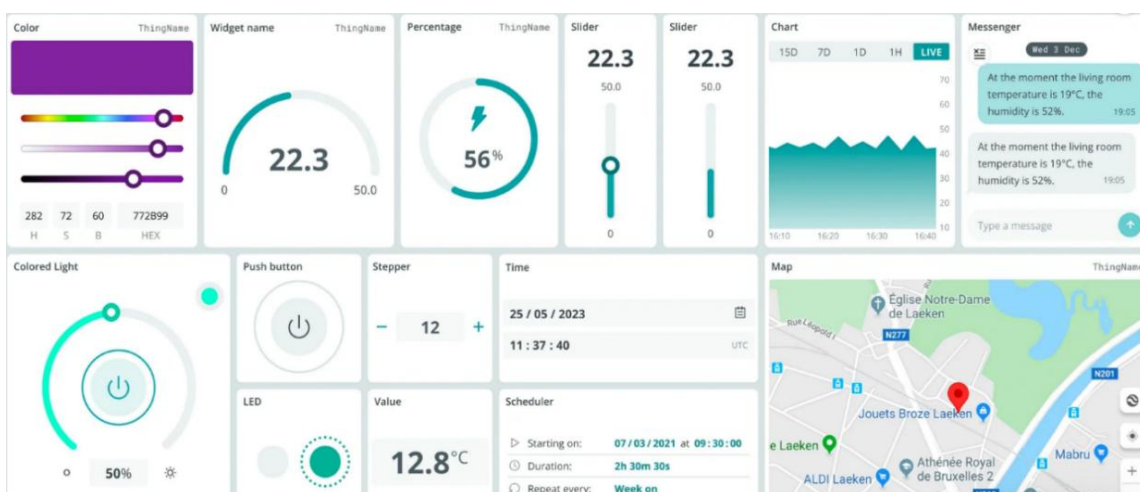 Color
ThingName
282
72
60
772B99
H
S
B
HEX
Widget name
ThingName
22.3
0
50.0
Percentage
ThingName
56%
Slider
22.3
50.0
0
Slider
22.3
50.0
0
Chart
15D
7D
1D
1H
LIVE
70
60
50
40
30
20
10
16:10
16:20
16:30
16:40
Messenger
Wed 3 Dec
At the moment the living room
temperature is 19°C, the
humidity is 52%.
19:05
At the moment the living room
temperature is 19°C, the
humidity is 52%.
19:05
Type a message
Colored Light
50%
Push button
Stepper
−
12
+
Time
25 / 05 / 2023
11 : 37 : 40
UTC
LED
Value
12.8°C
Scheduler
Starting on:
07 / 03 / 2021 at 09 : 30 : 00
Duration:
2h 30m 30s
Repeat every:
Week on
Map
ThingName
Église Notre-Dame
de Laeken
Rue Léopold I
N277
N201
Jouets Broze Laeken
e Laeken
Mabru
Athénée Royal
de Bruxelles 2
ALDI Laeken
+